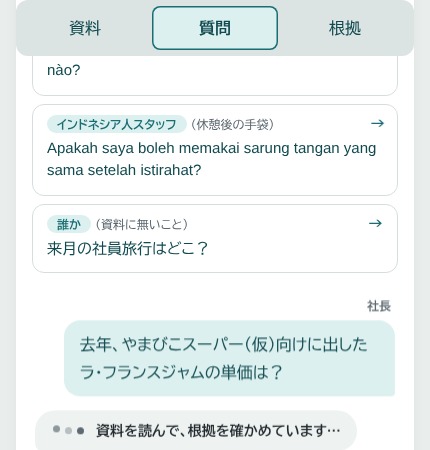 資料 質問 根拠
nào?
インドネシア人スタッフ （休憩後の手袋） →
Apakah saya boleh memakai sarung tangan yang
sama setelah istirahat?
誰か （資料に無いこと） →
来月の社員旅行はどこ？
社長
去年、やまびこスーパー（仮）向けに出した
ラ・フランスジャムの単価は？
資料を読んで、根拠を確かめています…